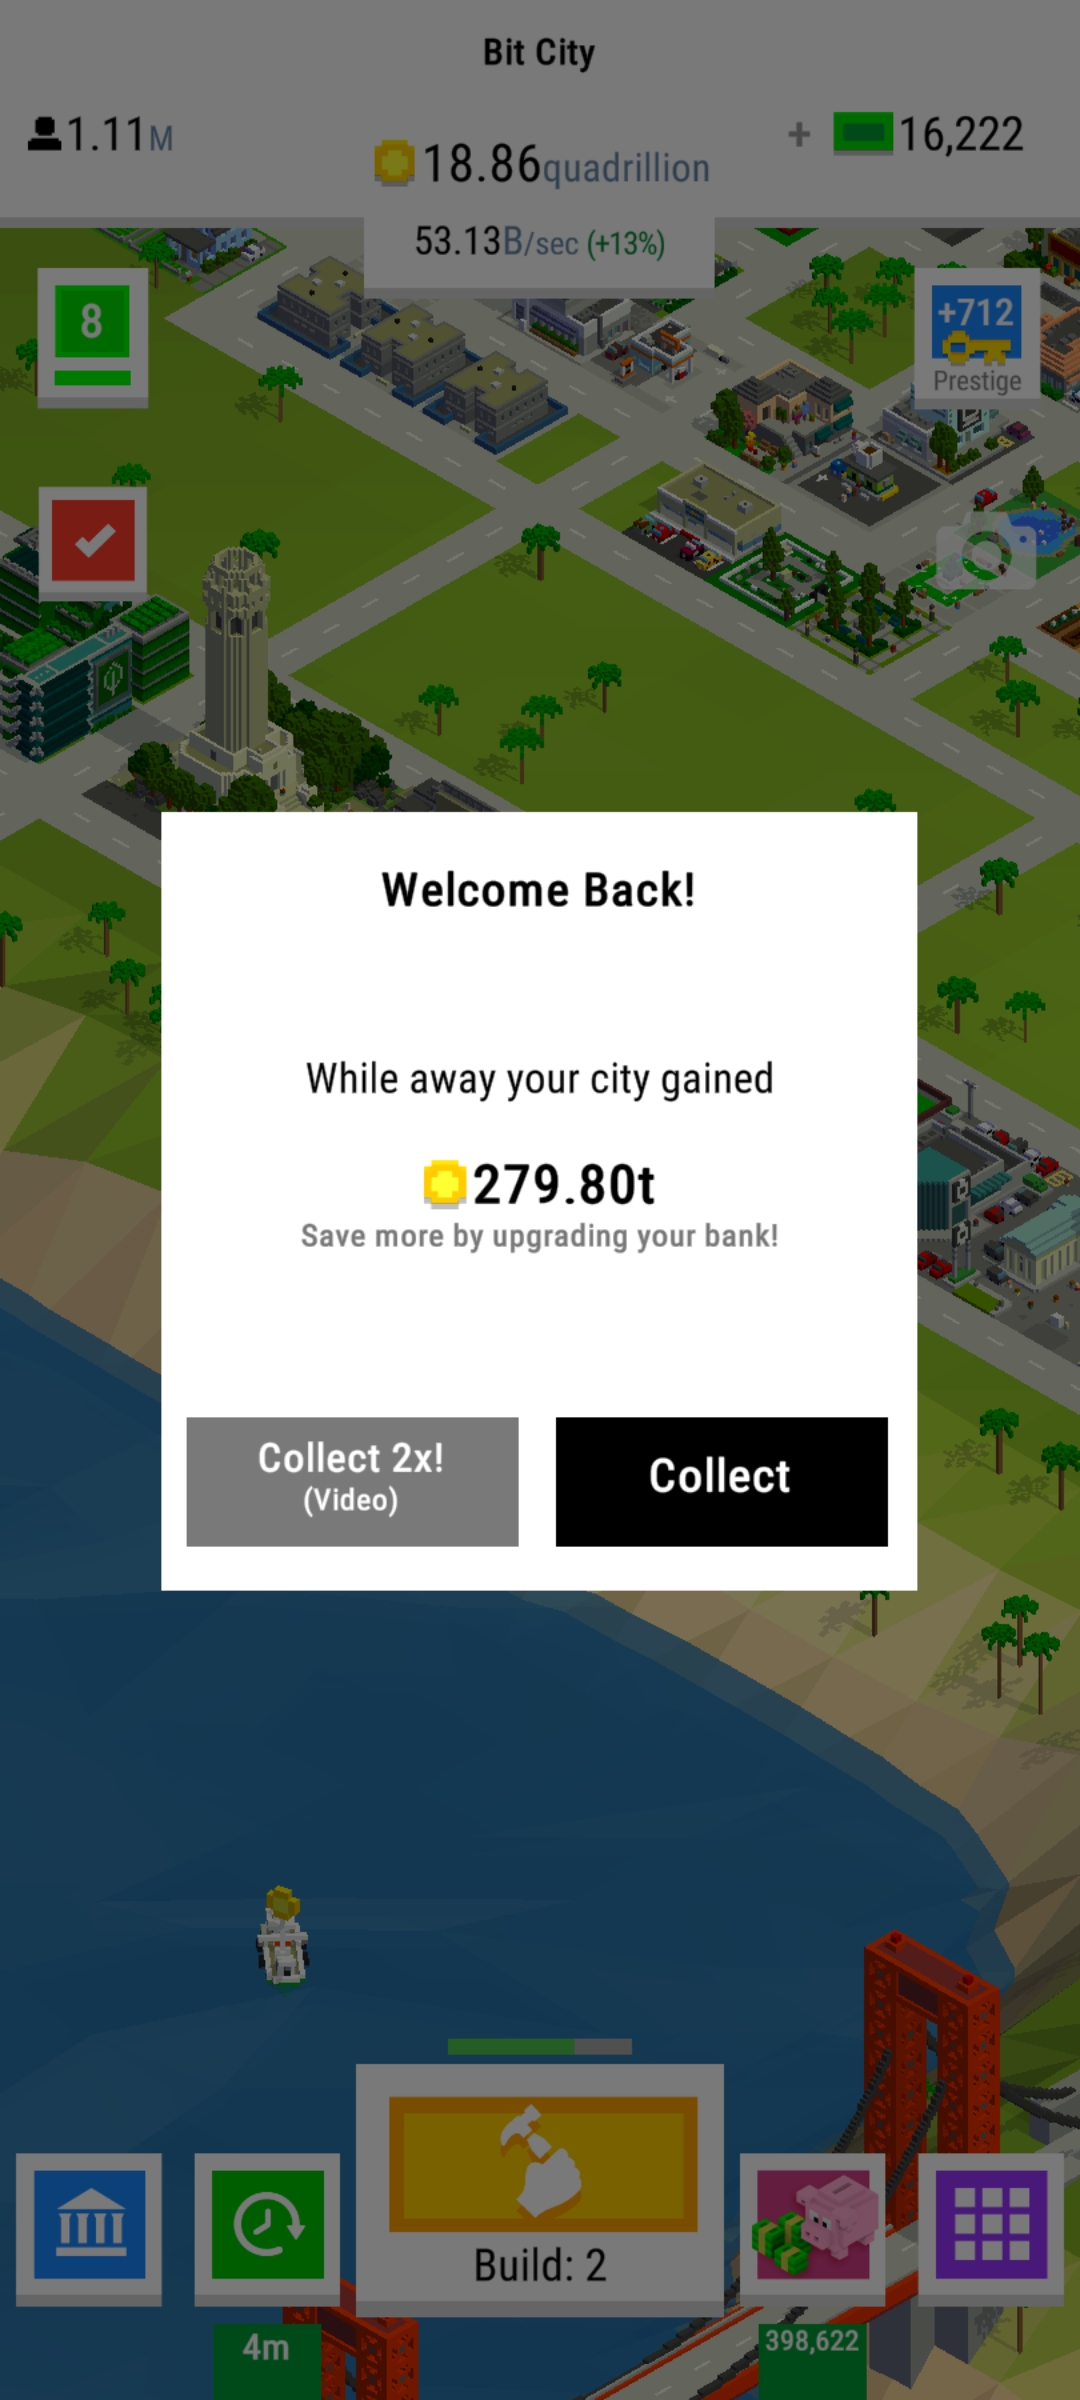 Bit City
1.11M
18.86quadrillion
+ 16,222
53.13B/sec (+13%)
8
+712
Prestige
Welcome Back!
While away your city gained
279.80t
Save more by upgrading your bank!
Collect 2x!
(Video)
Collect
Build: 2
4m
398,622